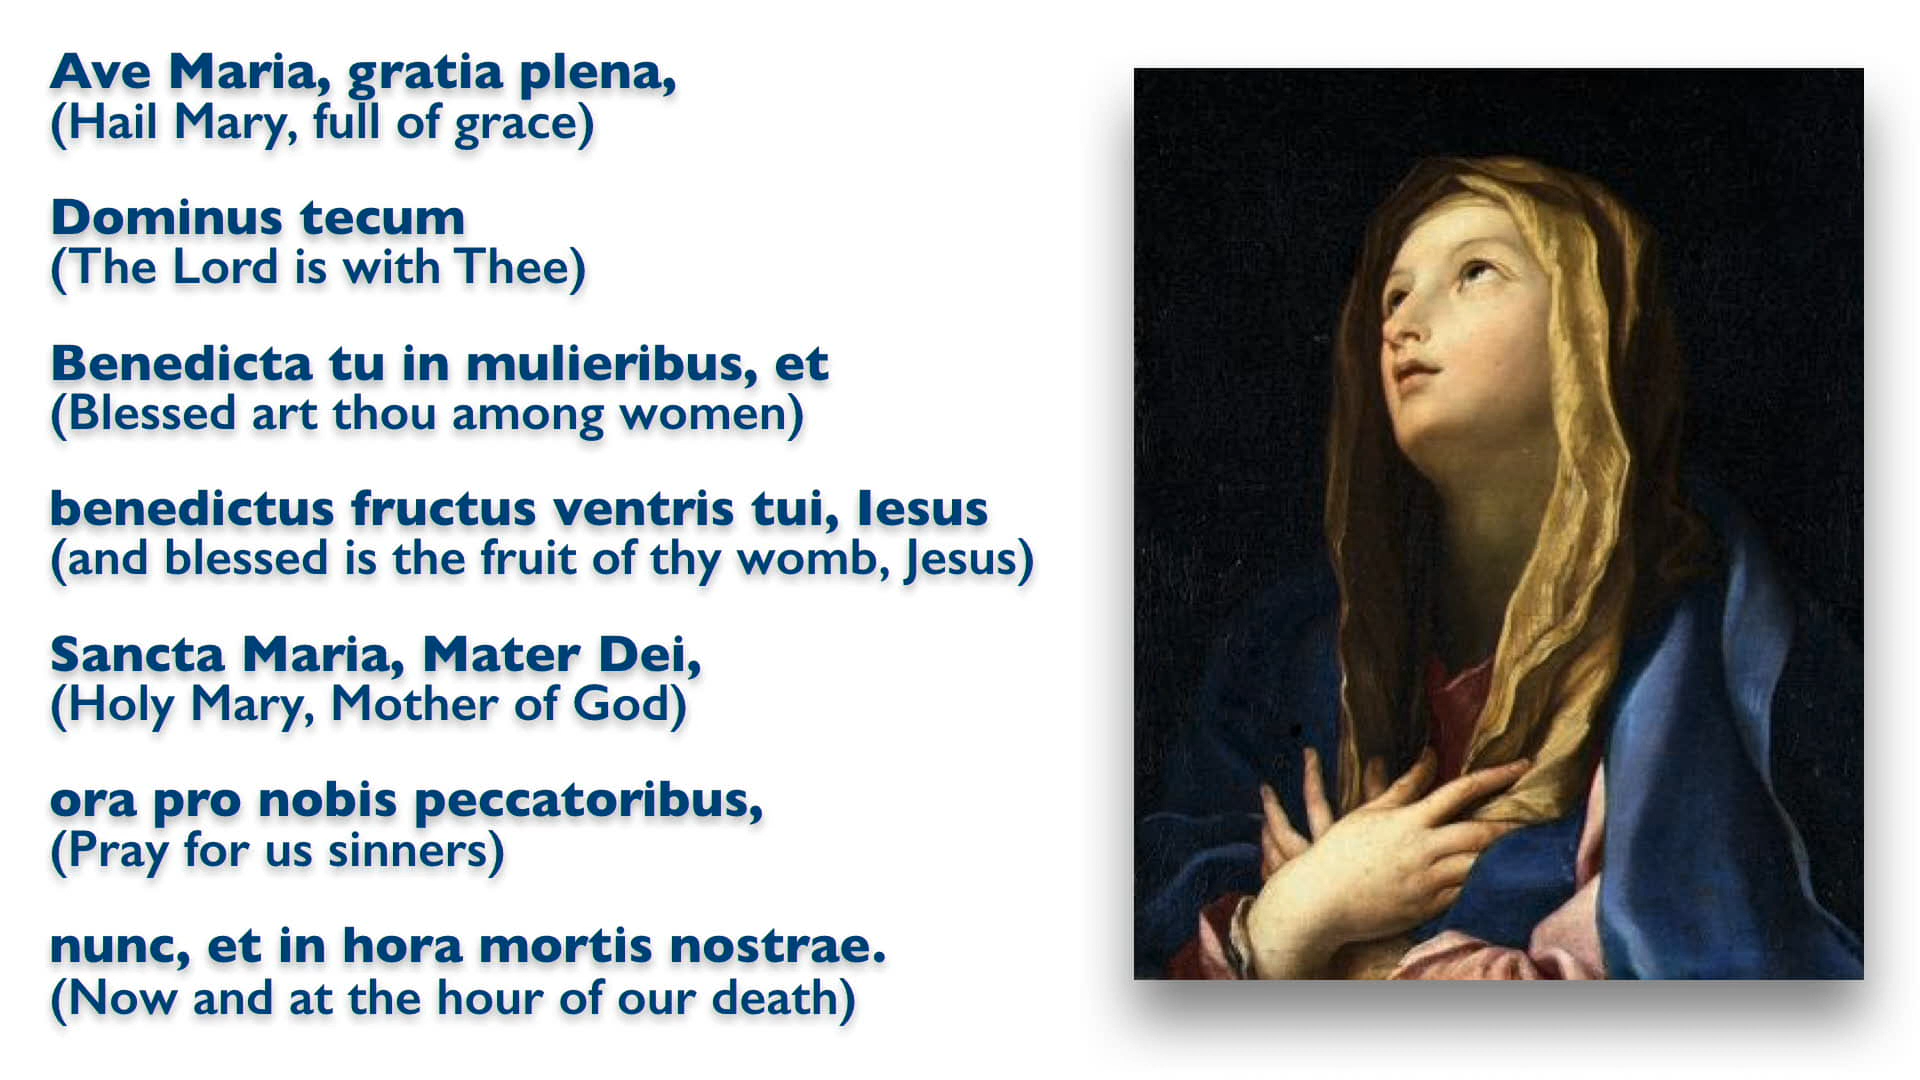 Ave Maria, gratia plena,
(Hail Mary, full of grace)
Dominus tecum
(The Lord is with Thee)
Benedicta tu in mulieribus, et
(Blessed art thou among women)
benedictus fructus ventris tui, Iesus
(and blessed is the fruit of thy womb, Jesus)
Sancta Maria, Mater Dei,
(Holy Mary, Mother of God)
ora pro nobis peccatoribus,
(Pray for us sinners)
nunc, et in hora mortis nostrae.
(Now and at the hour of our death)